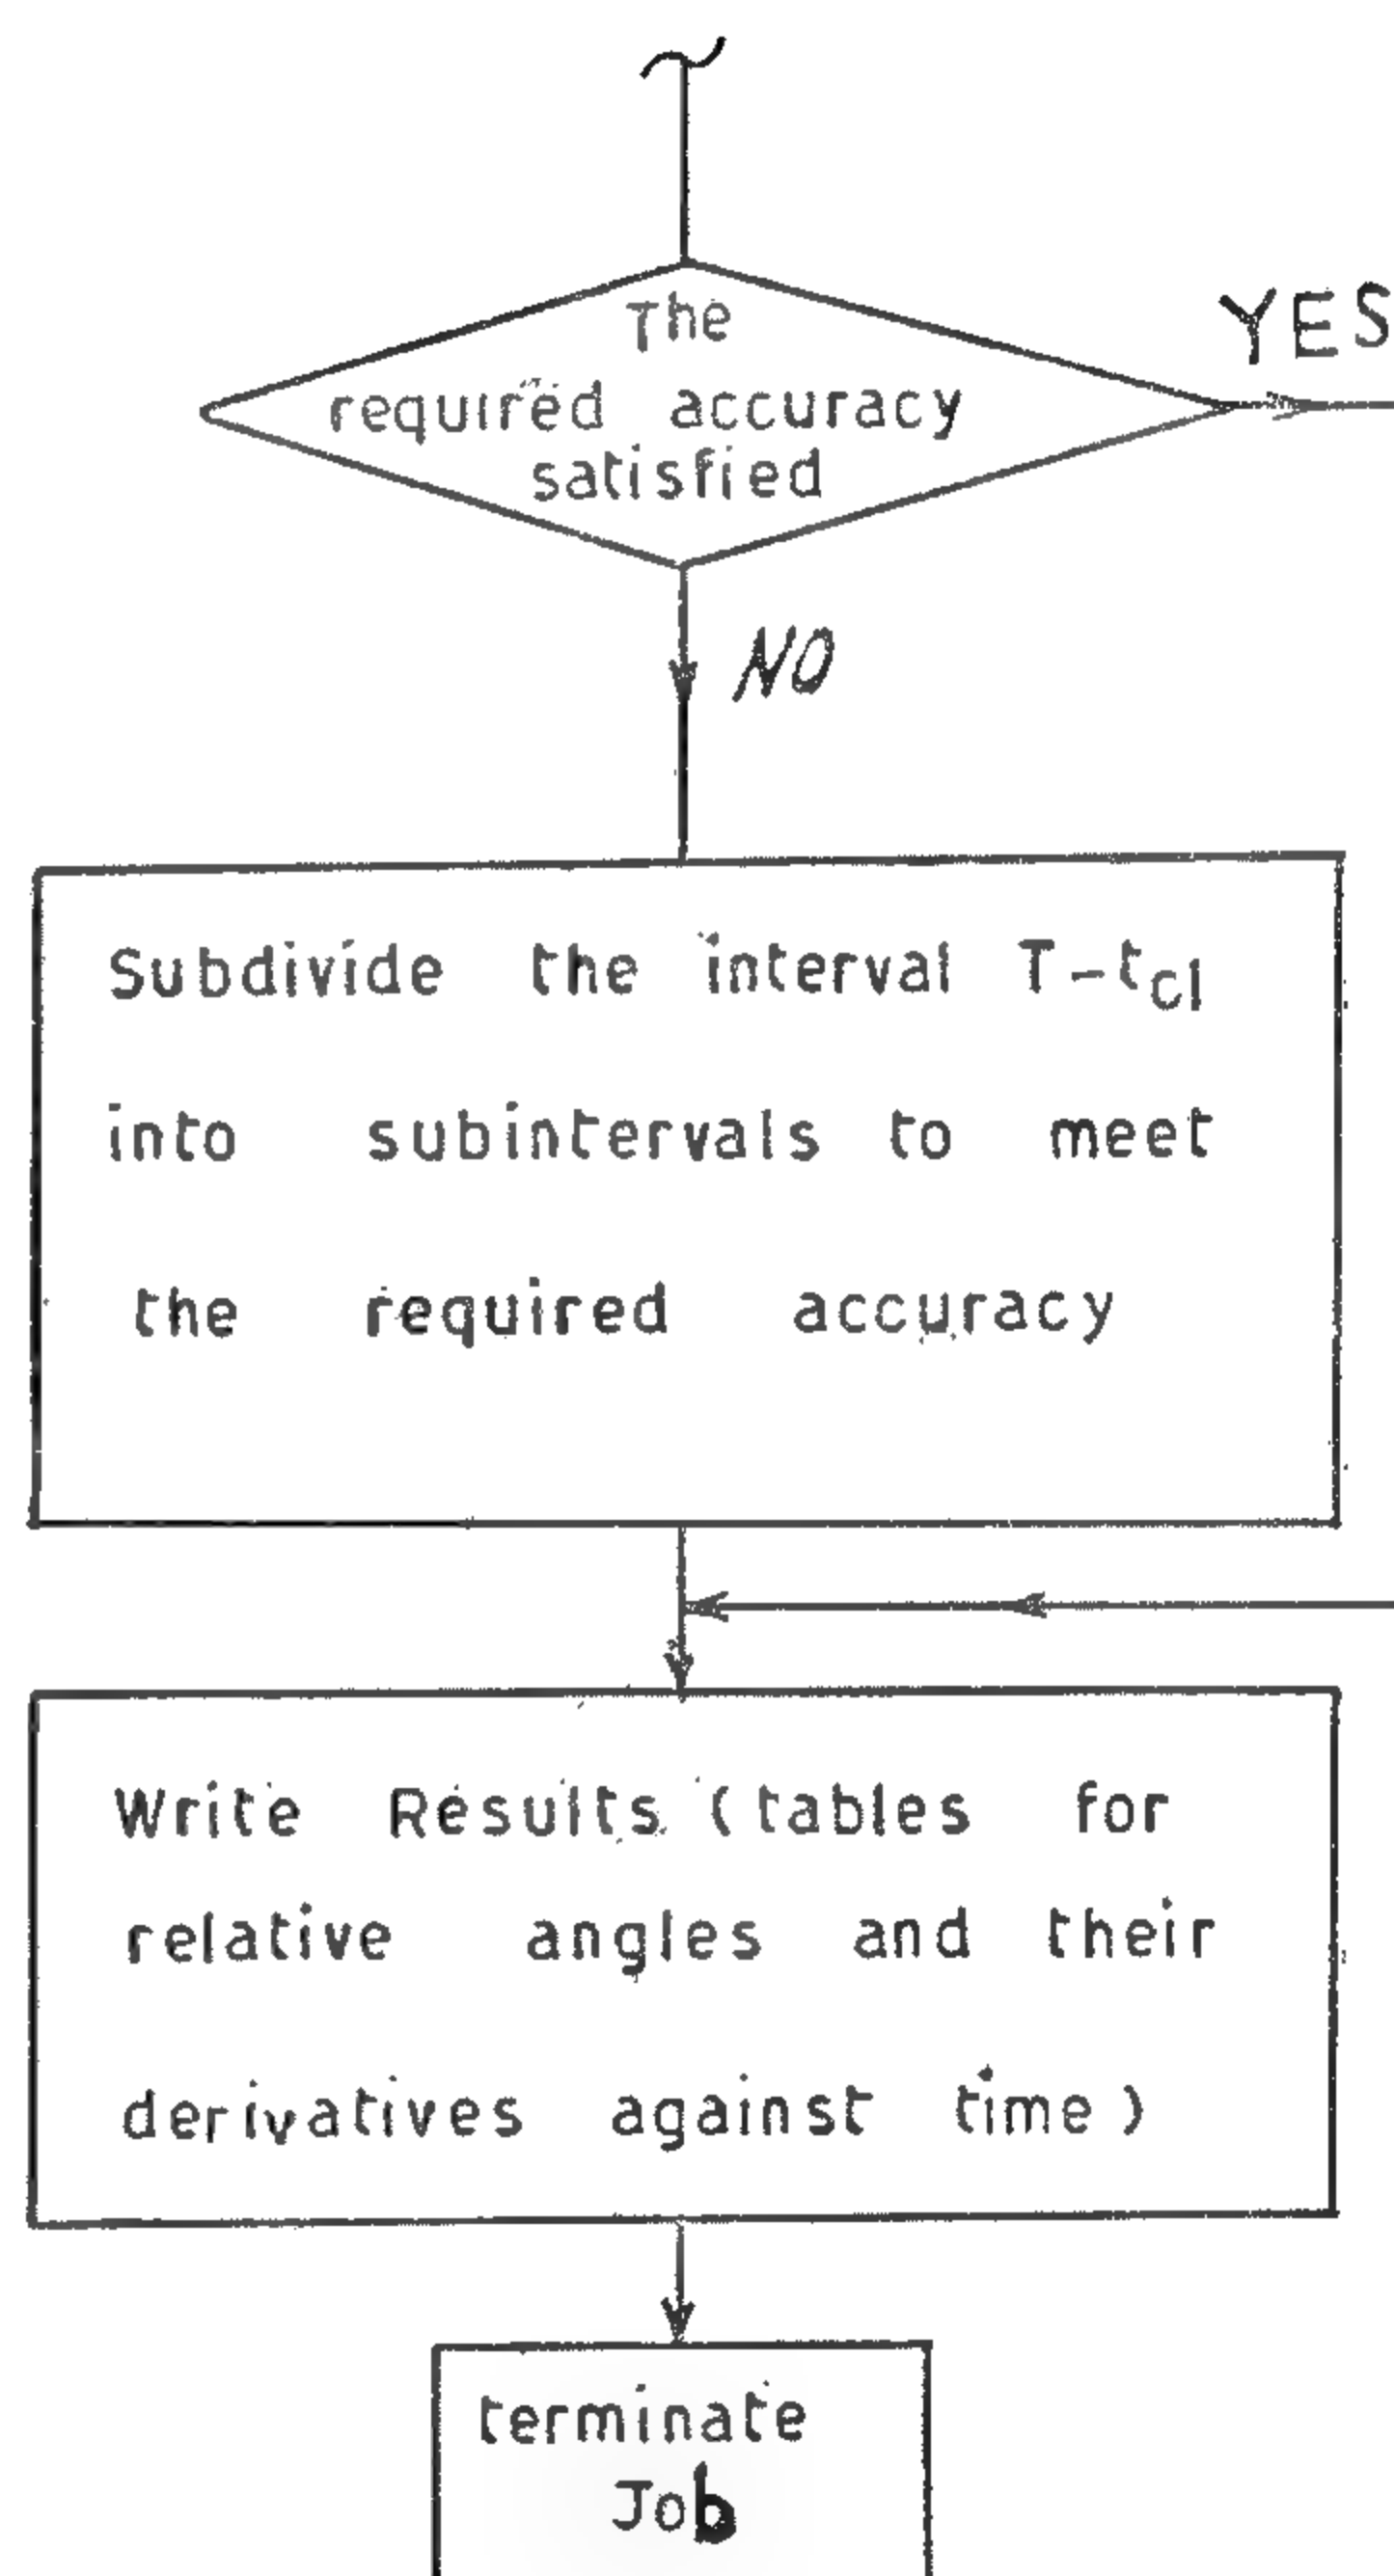 The
YES
required accuracy
satisfied
NO
Subdivide the interval T-tcl
into subintervals to meet
the required accuracy
Write Results (tables for
relative angles and their
derivatives against time)
terminate
Job